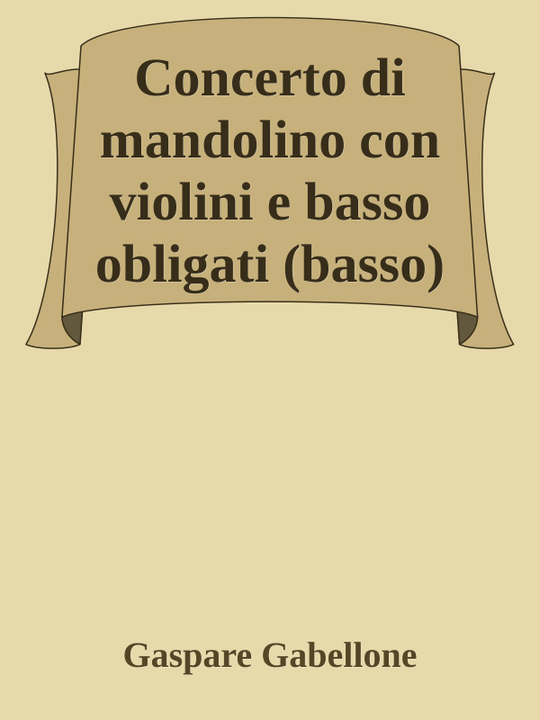 Concerto di
mandolino con
violini e basso
obligati (basso)
Gaspare Gabellone